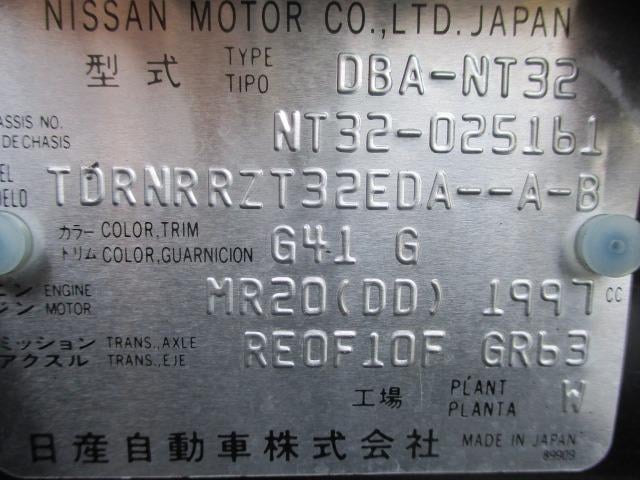 NISSAN MOTOR CO.,LTD. JAPAN
型式 TYPE TIPO DBA-NT32
ASSIS NO. DE CHASIS NT32-025161
EL UELO TDRNRRZT32EDA--A-B
カラー COLOR,TRIM
トリム COLOR,GUARNICION G41 G
ン ENGINE
ジン MOTOR MR20(DD) 1997 CC
ミッション TRANS.,AXLE
アクスル TRANS.,EJE RE0F10F GR63
工場 PLANT PLANTA W
日産自動車株式会社 MADE IN JAPAN
89909